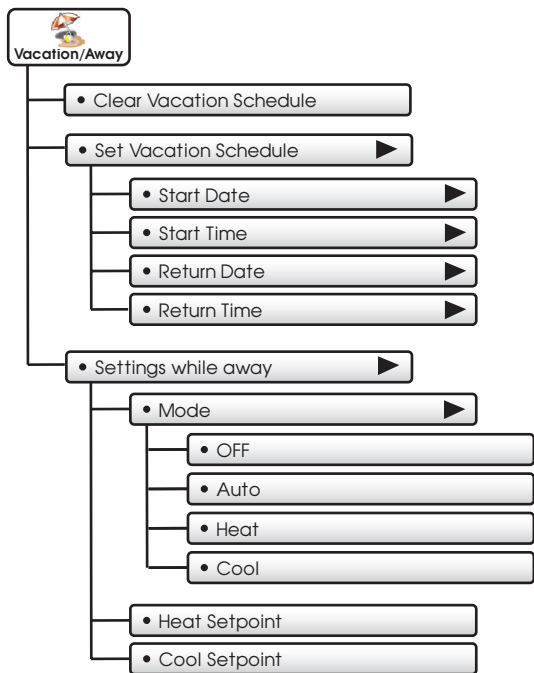 Vacation/Away
• Clear Vacation Schedule
• Set Vacation Schedule
• Start Date
• Start Time
• Return Date
• Return Time
• Settings while away
• Mode
• OFF
• Auto
• Heat
• Cool
• Heat Setpoint
• Cool Setpoint